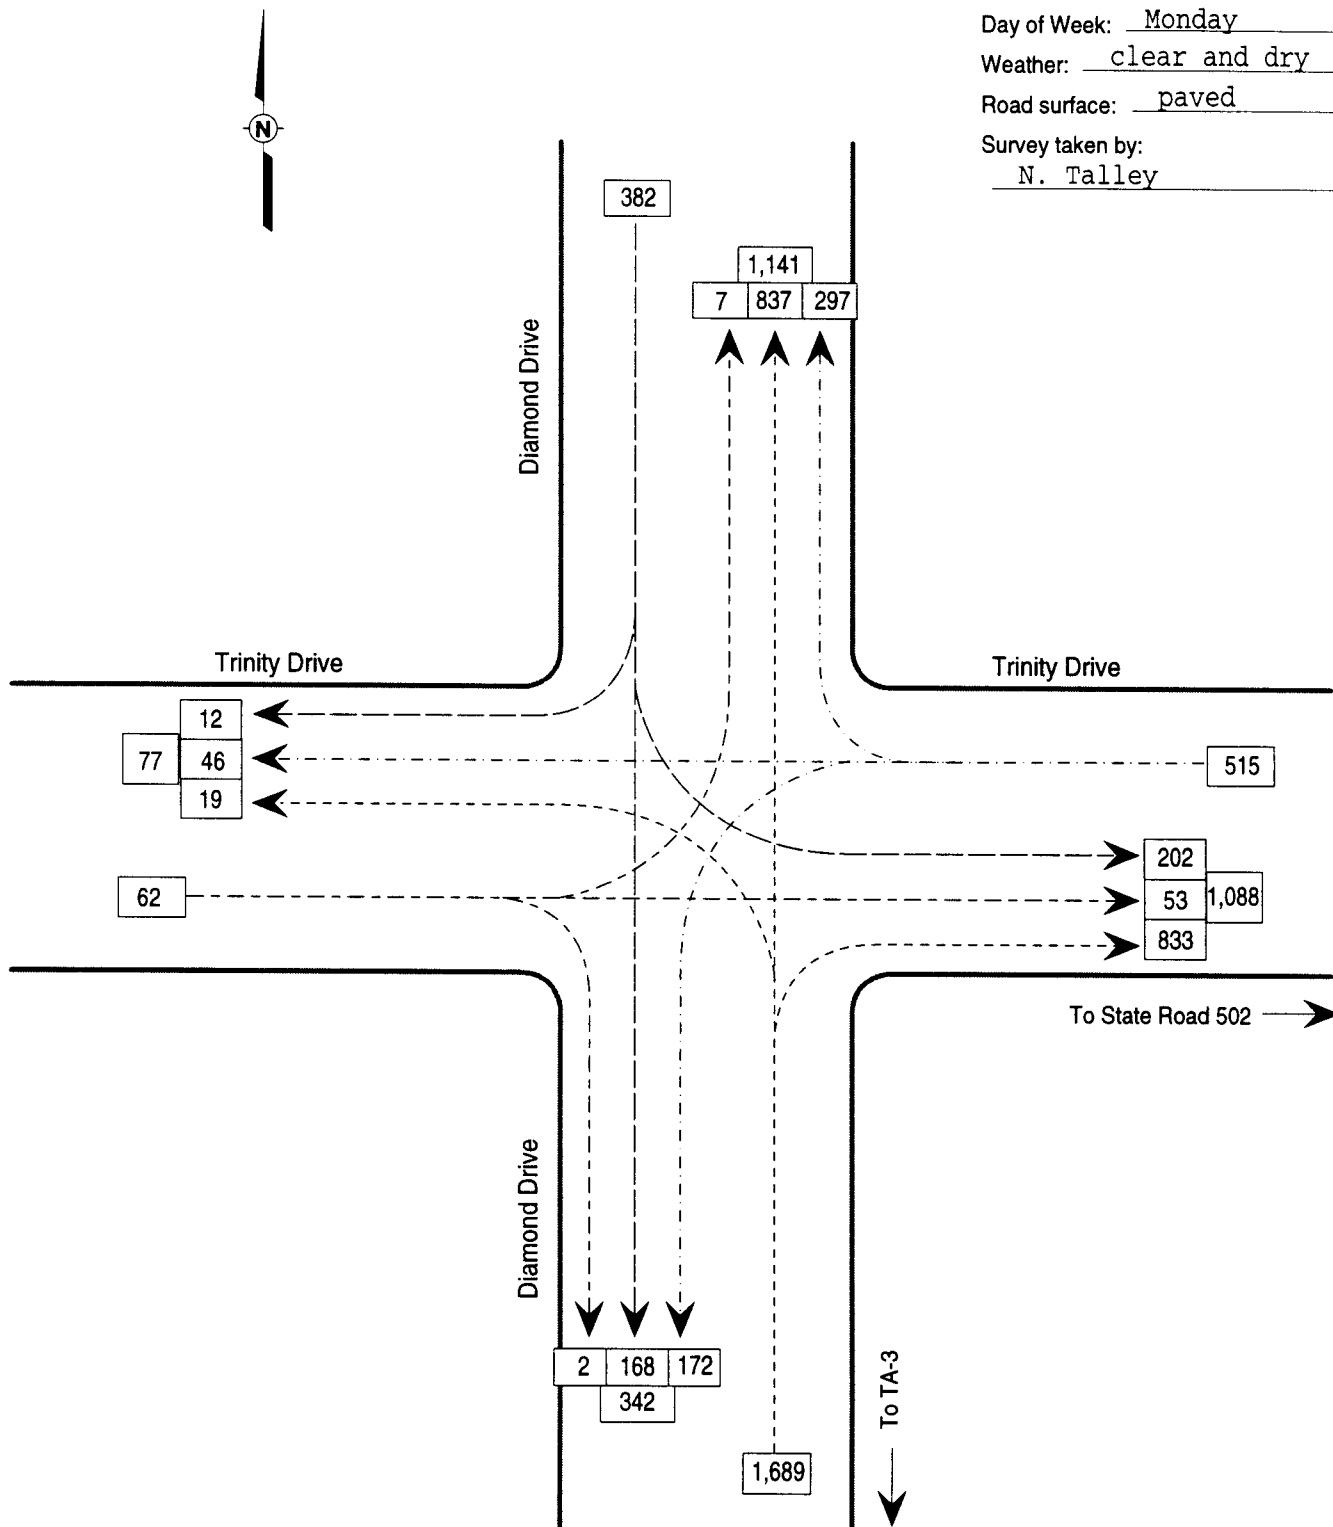 Day of Week: Monday
Weather: clear and dry
Road surface: paved
Survey taken by:
N. Talley
N
382
1,141
7 837 297
Diamond Drive
Trinity Drive
Trinity Drive
12
77 46
19
515
62
202
53 1,088
833
To State Road 502
Diamond Drive
2 168 172
342
To TA-3
1,689